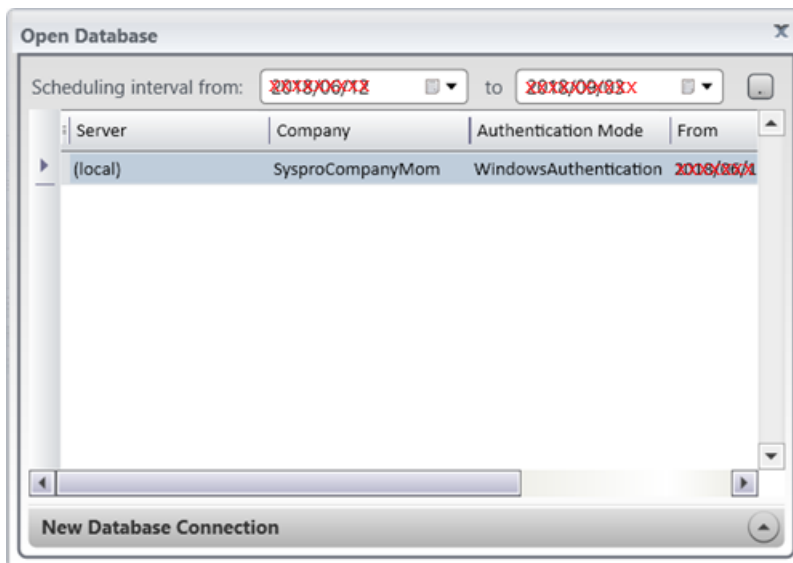 Open Database
Scheduling interval from: to
Server Company Authentication Mode From
(local) SysproCompanyMom WindowsAuthentication
New Database Connection